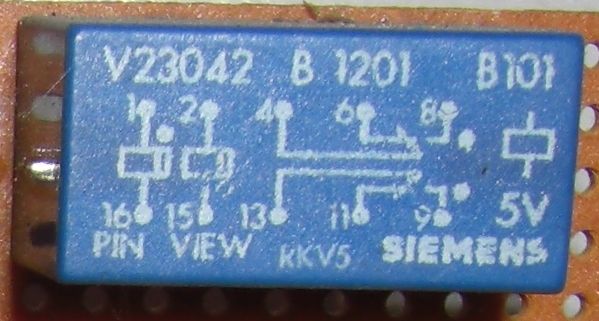 V23042 B 1201 B101
1 2 4 6 8
16 15 13 11 9 5V
PIN VIEW RKV5 SIEMENS